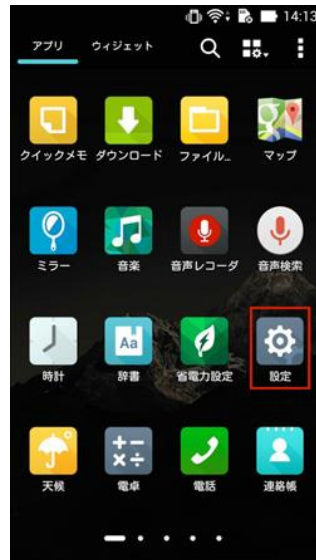 14:13
アプリ ウィジェット
クイックメモ ダウンロード ファイル_ マップ
ミラー 音楽 音声レコーダ 音声検索
Aa
時計 辞書 省電力設定 設定
天候 電卓 電話 連絡帳